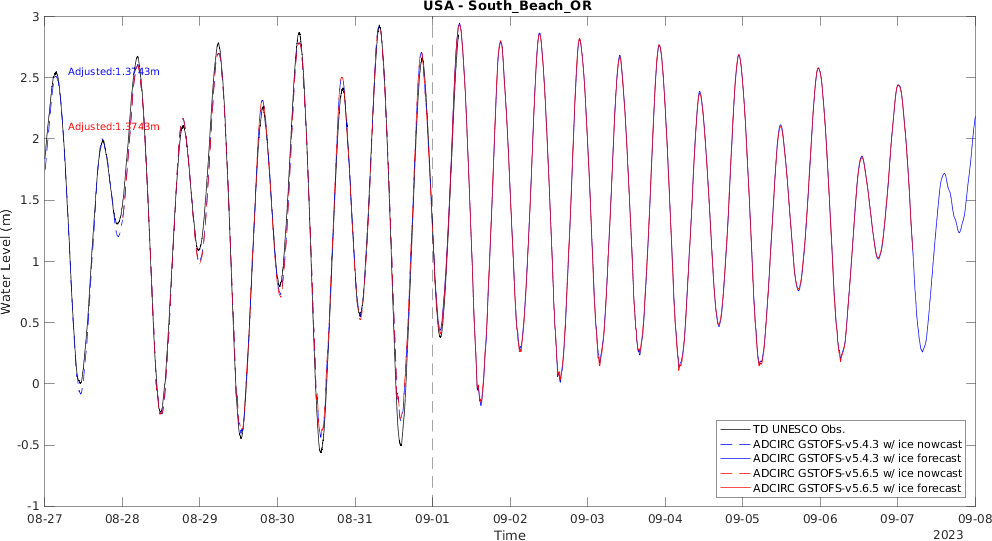 USA - South_Beach_OR
3
2.5
2
1.5
1
0.5
0
-0.5
-1
Water Level (m)
Adjusted:1.3743m
Adjusted:1.3743m
TD UNESCO Obs.
ADCIRC GSTOFS-v5.4.3 w/ ice nowcast
ADCIRC GSTOFS-v5.4.3 w/ ice forecast
ADCIRC GSTOFS-v5.6.5 w/ ice nowcast
ADCIRC GSTOFS-v5.6.5 w/ ice forecast
08-27 08-28 08-29 08-30 08-31 09-01 09-02 09-03 09-04 09-05 09-06 09-07 09-08
Time
2023